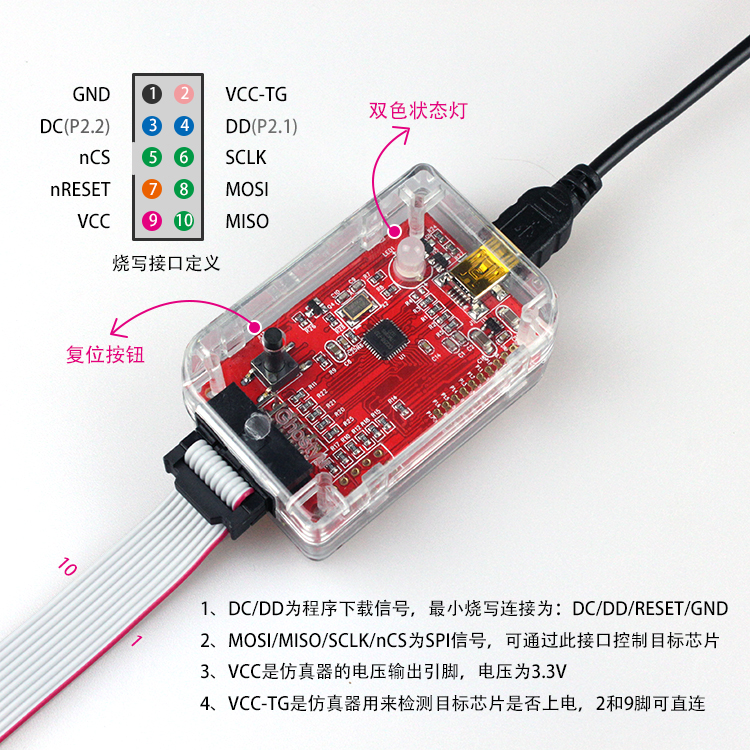 GND 1 2 VCC-TG
DC(P2.2) 3 4 DD(P2.1)
nCS 5 6 SCLK
nRESET 7 8 MOSI
VCC 9 10 MISO
烧写接口定义
双色状态灯
复位按钮
10
1
1、DC/DD为程序下载信号，最小烧写连接为：DC/DD/RESET/GND
2、MOSI/MISO/SCLK/nCS为SPI信号，可通过此接口控制目标芯片
3、VCC是仿真器的电压输出引脚，电压为3.3V
4、VCC-TG是仿真器用来检测目标芯片是否上电，2和9脚可直连